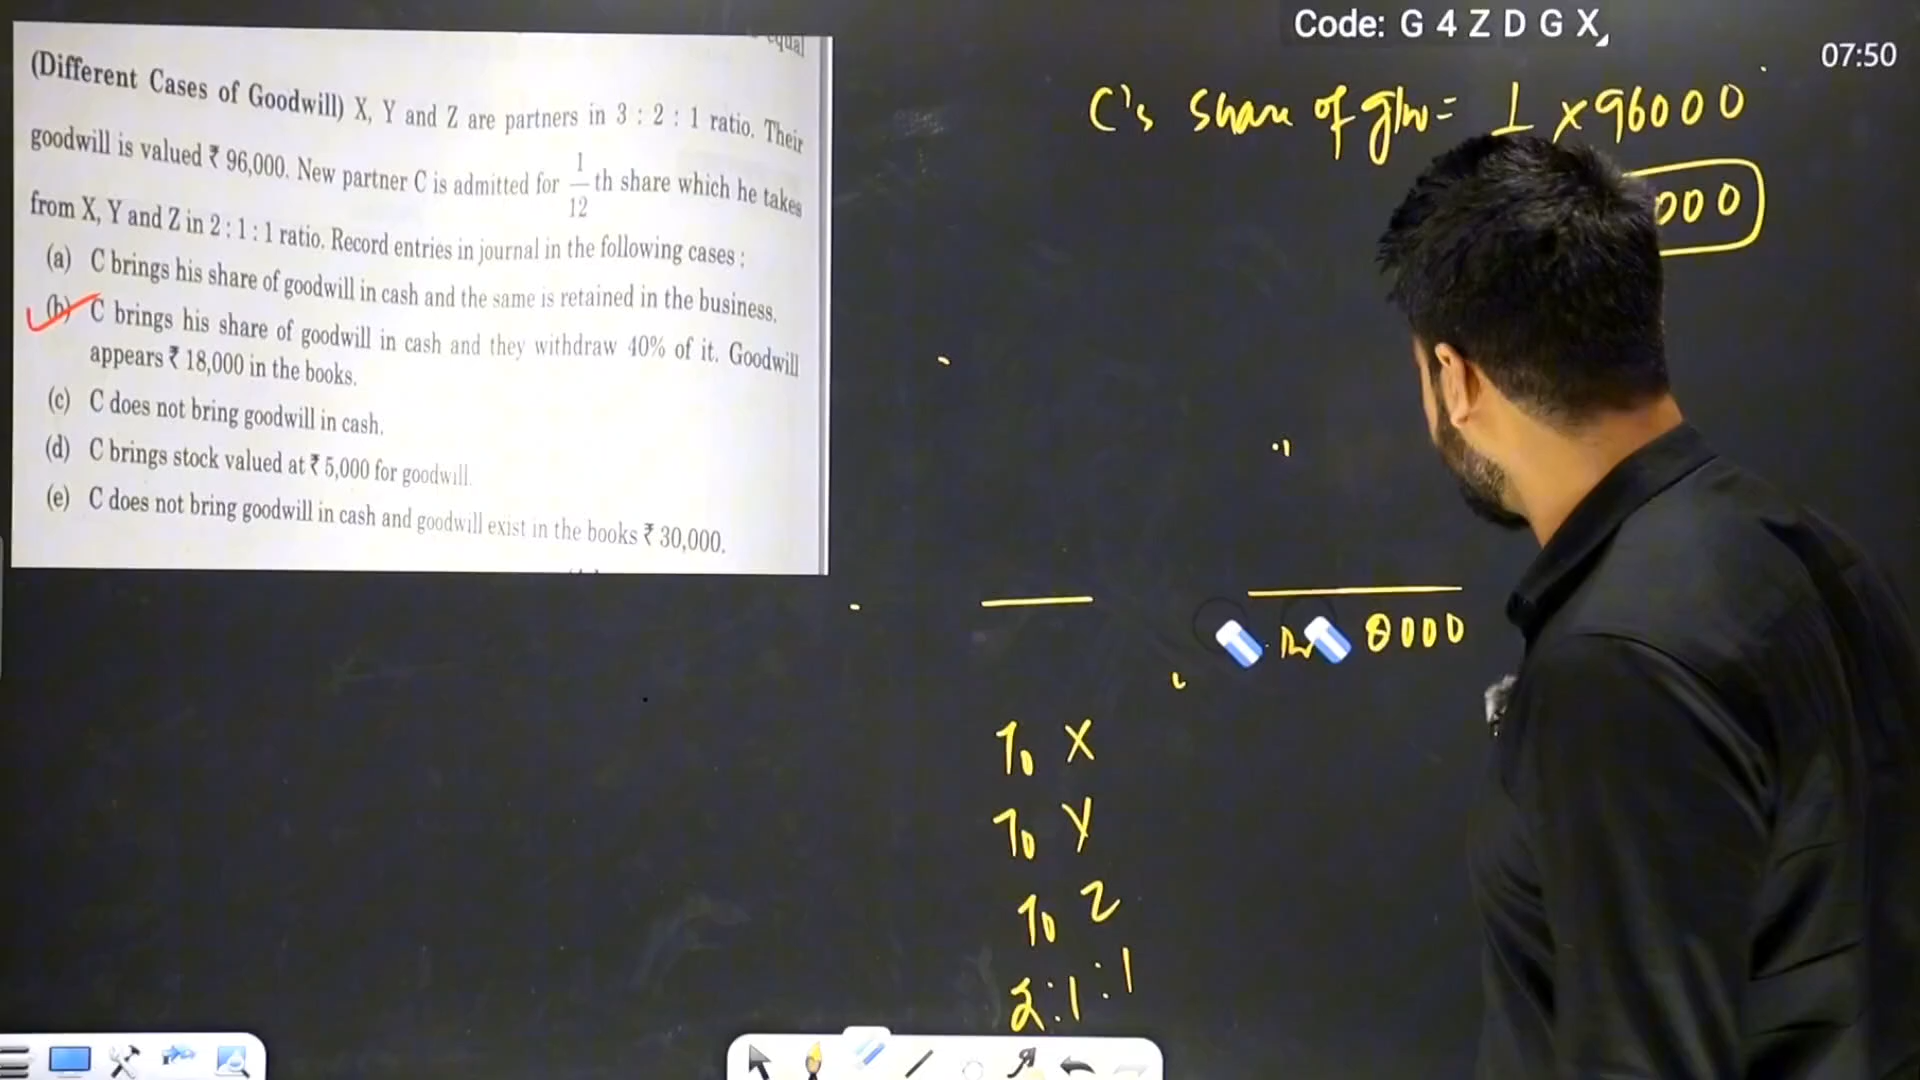 equal
(Different Cases of Goodwill) X, Y and Z are partners in 3 : 2 : 1 ratio. Their
goodwill is valued ₹ 96,000. New partner C is admitted for 1/12 th share which he takes
from X, Y and Z in 2 : 1 : 1 ratio. Record entries in journal in the following cases :
(a) C brings his share of goodwill in cash and the same is retained in the business.
(b) C brings his share of goodwill in cash and they withdraw 40% of it. Goodwill
appears ₹ 18,000 in the books.
(c) C does not bring goodwill in cash.
(d) C brings stock valued at ₹ 5,000 for goodwill.
(e) C does not bring goodwill in cash and goodwill exist in the books ₹ 30,000.
Code: G 4 Z D G X
07:50
C's share of g/w = 1 x 96000
000
8000
To X
To Y
To Z
2:1:1